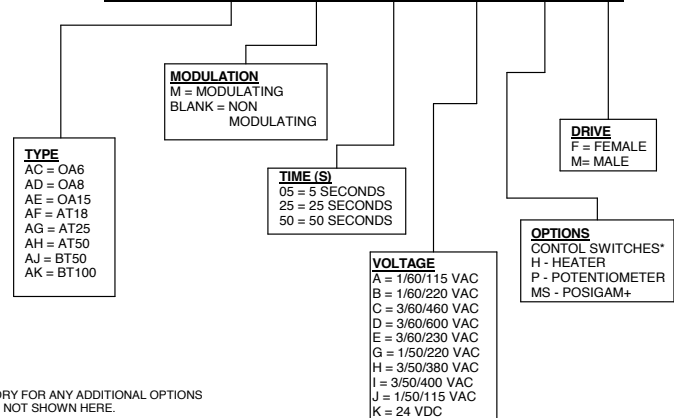 MODULATION
M = MODULATING
BLANK = NON
MODULATING
TYPE
AC = OA6
AD = OA8
AE = OA15
AF = AT18
AG = AT25
AH = AT50
AJ = BT50
AK = BT100
TIME (S)
05 = 5 SECONDS
25 = 25 SECONDS
50 = 50 SECONDS
VOLTAGE
A = 1/60/115 VAC
B = 1/60/220 VAC
C = 3/60/460 VAC
D = 3/60/600 VAC
E = 3/60/230 VAC
G = 1/50/220 VAC
H = 3/50/380 VAC
I = 3/50/400 VAC
J = 1/50/115 VAC
K = 24 VDC
DRIVE
F = FEMALE
M= MALE
OPTIONS
CONTOL SWITCHES*
H - HEATER
P - POTENTIOMETER
MS - POSIGAM+
ORY FOR ANY ADDITIONAL OPTIONS
NOT SHOWN HERE.